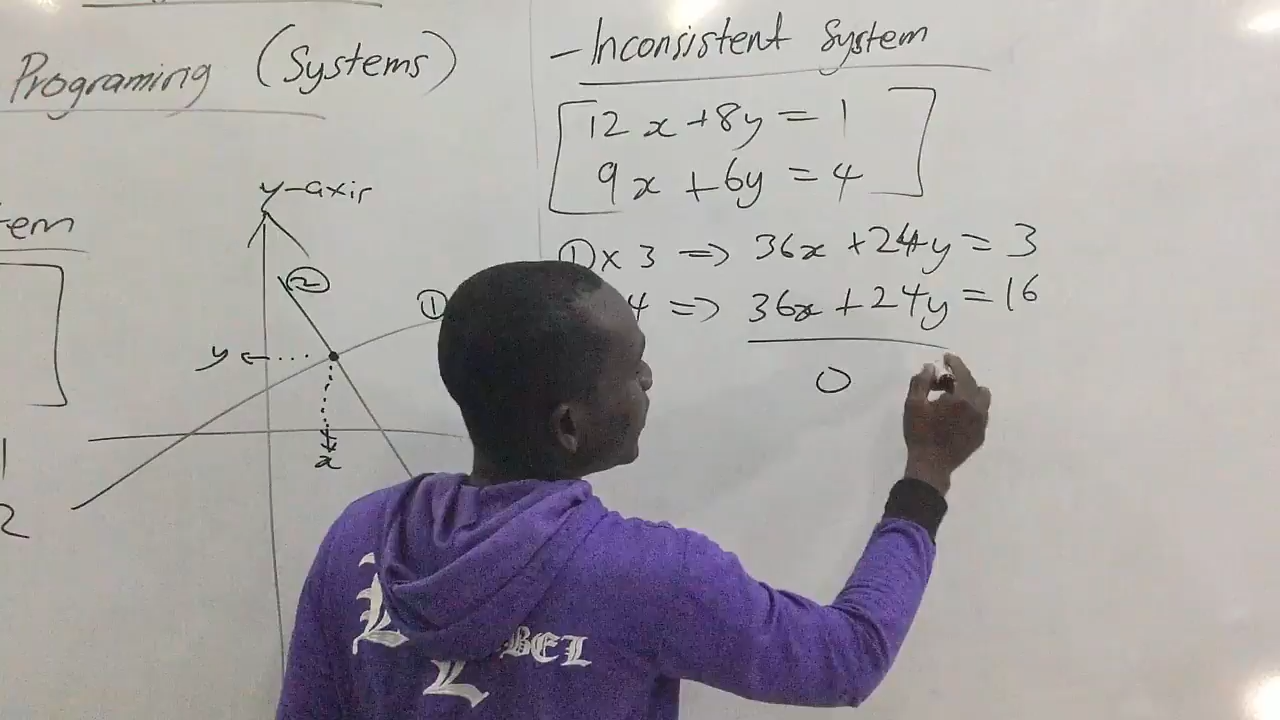 Programing (Systems)
y-axis
②
①
y
x
1
2
- Inconsistent System
12x + 8y = 1
9x + 6y = 4
① x 3 => 36x + 24y = 3
4 => 36x + 24y = 16
0
BEL